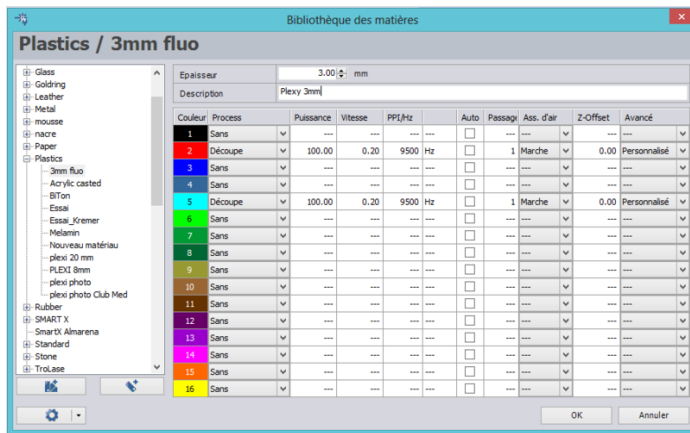 Bibliothèque des matières
Plastics / 3mm fluo
Glass
Goldring
Leather
Metal
mousse
nacre
Paper
Plastics
3mm fluo
Acrylic casted
BiTon
Essai
Essai_Kremer
Melamin
Nouveau matériau
plexi 20 mm
PLEXI 8mm
plexi photo
plexi photo Club Med
Rubber
SMART X
SmartX Almarena
Standard
Stone
TroLase
Epaisseur 3.00 mm
Description Plexy 3mm
Couleur Process Puissance Vitesse PPI/Hz Auto Passage Ass. d'air Z-Offset Avancé
1 Sans --- --- --- --- --- --- --- ---
2 Découpe 100.00 0.20 9500 Hz 1 Marche 0.00 Personnalisé
3 Sans --- --- --- --- --- --- --- ---
4 Sans --- --- --- --- --- --- --- ---
5 Découpe 100.00 0.20 9500 Hz 1 Marche 0.00 Personnalisé
6 Sans --- --- --- --- --- --- --- ---
7 Sans --- --- --- --- --- --- --- ---
8 Sans --- --- --- --- --- --- --- ---
9 Sans --- --- --- --- --- --- --- ---
10 Sans --- --- --- --- --- --- --- ---
11 Sans --- --- --- --- --- --- --- ---
12 Sans --- --- --- --- --- --- --- ---
13 Sans --- --- --- --- --- --- --- ---
14 Sans --- --- --- --- --- --- --- ---
15 Sans --- --- --- --- --- --- --- ---
16 Sans --- --- --- --- --- --- --- ---
OK Annuler